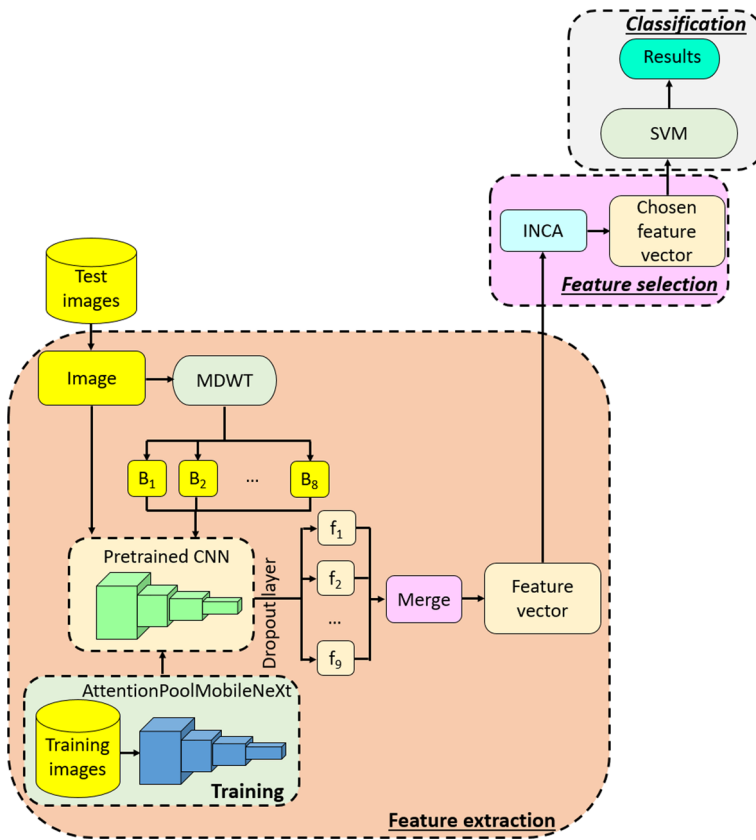 Classification
Results
SVM
Chosen
feature
vector
INCA
Feature selection
Test
images
Image
MDWT
B1
B2
...
B8
Pretrained CNN
Dropout layer
f1
f2
...
f9
Merge
Feature
vector
AttentionPoolMobileNeXt
Training
images
Training
Feature extraction